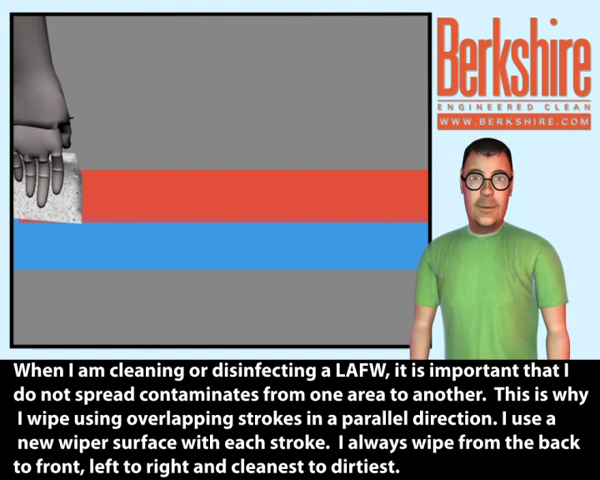 Berkshire
ENGINEERED CLEAN
WWW.BERKSHIRE.COM
When I am cleaning or disinfecting a LAFW, it is important that I
do not spread contaminates from one area to another. This is why
I wipe using overlapping strokes in a parallel direction. I use a
new wiper surface with each stroke. I always wipe from the back
to front, left to right and cleanest to dirtiest.